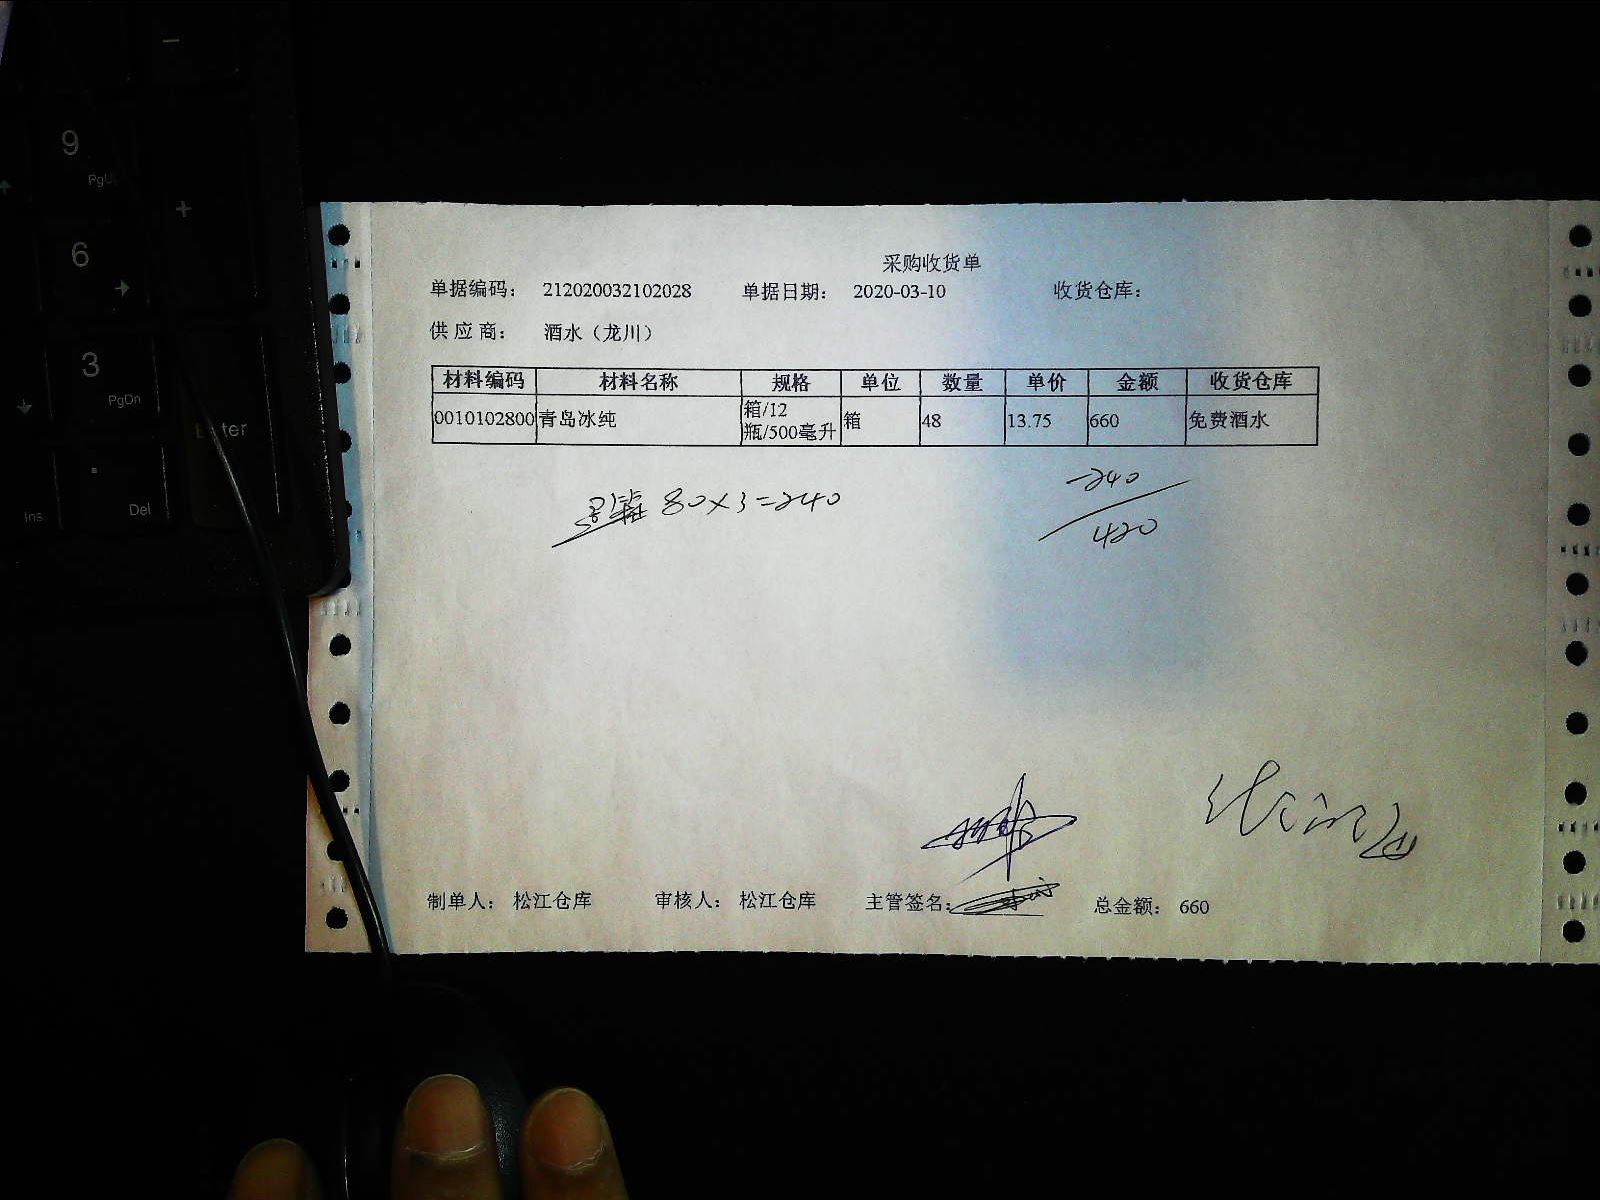 −
9
PgU
+
6
3
PgDn
Enter
.
Ins
Del
采购收货单
单据编码： 212020032102028 单据日期： 2020-03-10 收货仓库：
供 应 商： 酒水（龙川）
材料编码 材料名称 规格 单位 数量 单价 金额 收货仓库
0010102800 青岛冰纯 箱/12瓶/500毫升 箱 48 13.75 660 免费酒水
80×3=240
-240
420
制单人： 松江仓库 审核人： 松江仓库 主管签名： 总金额： 660